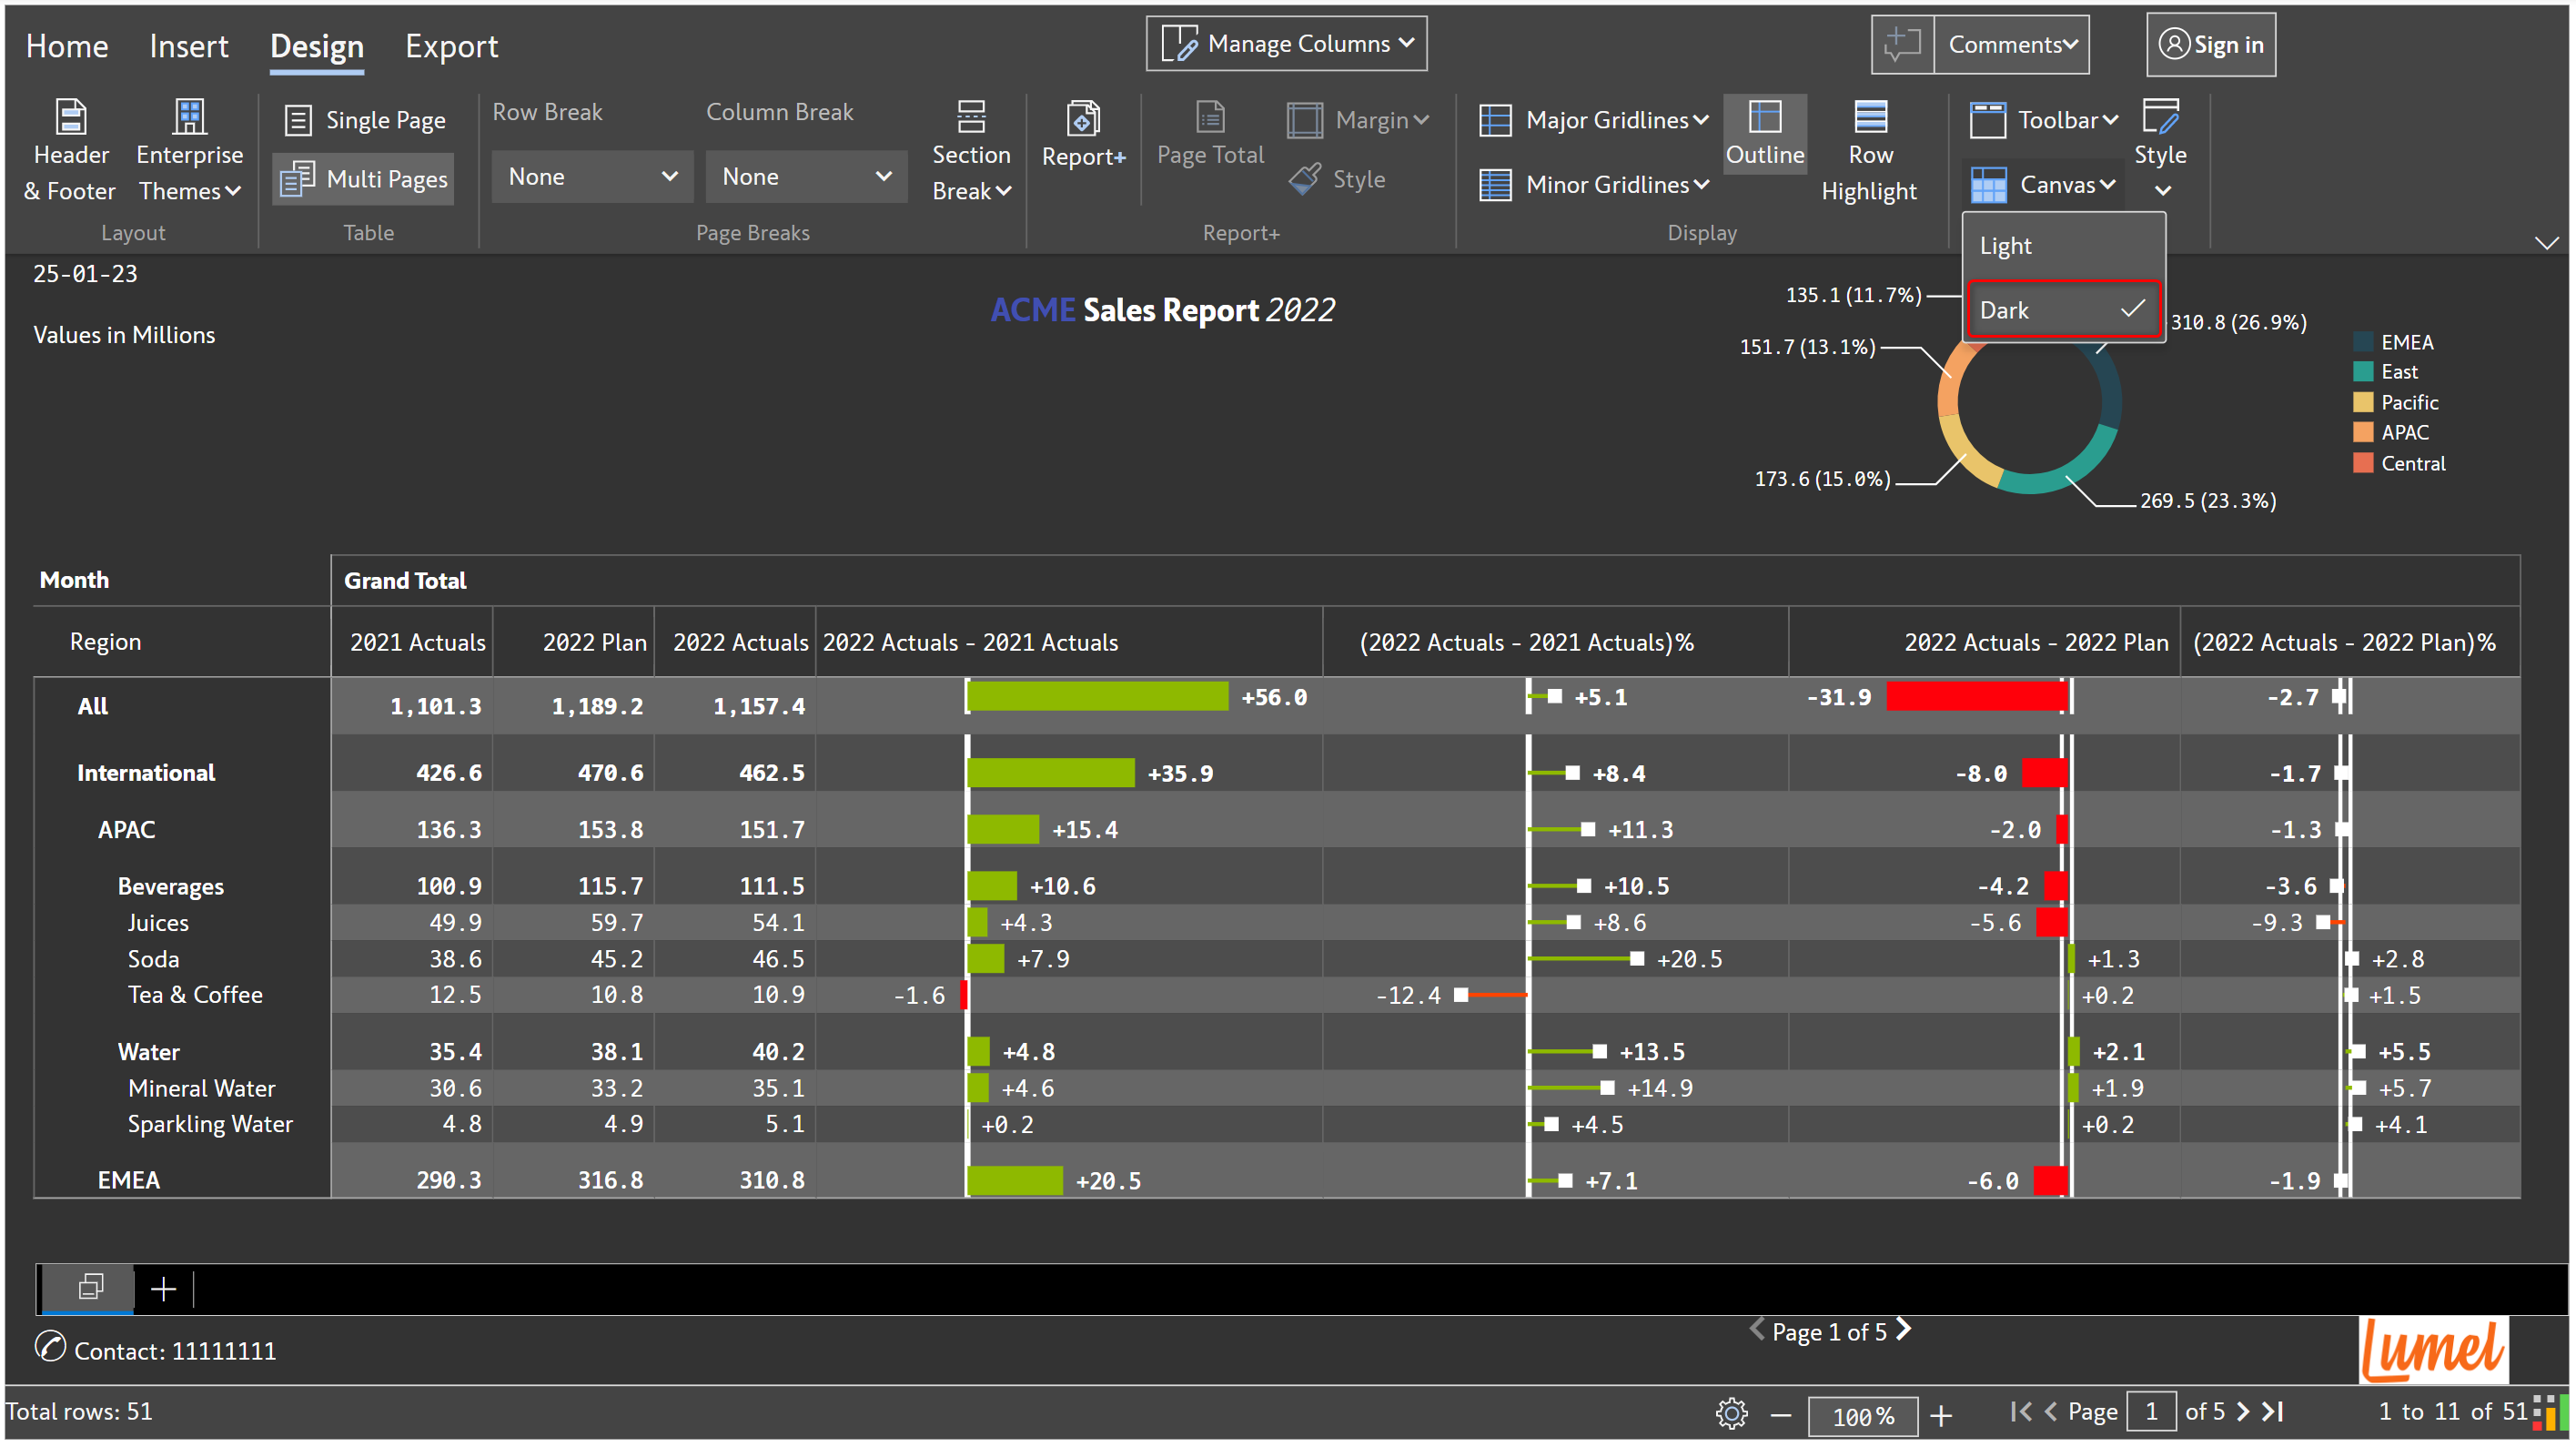 Home Insert Design Export Manage Columns Comments Sign in
Header & Footer Enterprise Themes Single Page Multi Pages Row Break None Column Break None Section Break Report+ Page Total Margin Style Major Gridlines Minor Gridlines Outline Row Highlight Toolbar Canvas Style
Layout Table Page Breaks Report+ Display
Light
Dark
25-01-23
Values in Millions
ACME Sales Report 2022
135.1 (11.7%)
310.8 (26.9%)
151.7 (13.1%)
173.6 (15.0%)
269.5 (23.3%)
EMEA
East
Pacific
APAC
Central
Month Grand Total
Region 2021 Actuals 2022 Plan 2022 Actuals 2022 Actuals - 2021 Actuals (2022 Actuals - 2021 Actuals)% 2022 Actuals - 2022 Plan (2022 Actuals - 2022 Plan)%
All 1,101.3 1,189.2 1,157.4 +56.0 +5.1 -31.9 -2.7
International 426.6 470.6 462.5 +35.9 +8.4 -8.0 -1.7
APAC 136.3 153.8 151.7 +15.4 +11.3 -2.0 -1.3
Beverages 100.9 115.7 111.5 +10.6 +10.5 -4.2 -3.6
Juices 49.9 59.7 54.1 +4.3 +8.6 -5.6 -9.3
Soda 38.6 45.2 46.5 +7.9 +20.5 +1.3 +2.8
Tea & Coffee 12.5 10.8 10.9 -1.6 -12.4 +0.2 +1.5
Water 35.4 38.1 40.2 +4.8 +13.5 +2.1 +5.5
Mineral Water 30.6 33.2 35.1 +4.6 +14.9 +1.9 +5.7
Sparkling Water 4.8 4.9 5.1 +0.2 +4.5 +0.2 +4.1
EMEA 290.3 316.8 310.8 +20.5 +7.1 -6.0 -1.9
Contact: 11111111
Page 1 of 5
Lumel
Total rows: 51 100% Page 1 of 5 1 to 11 of 51